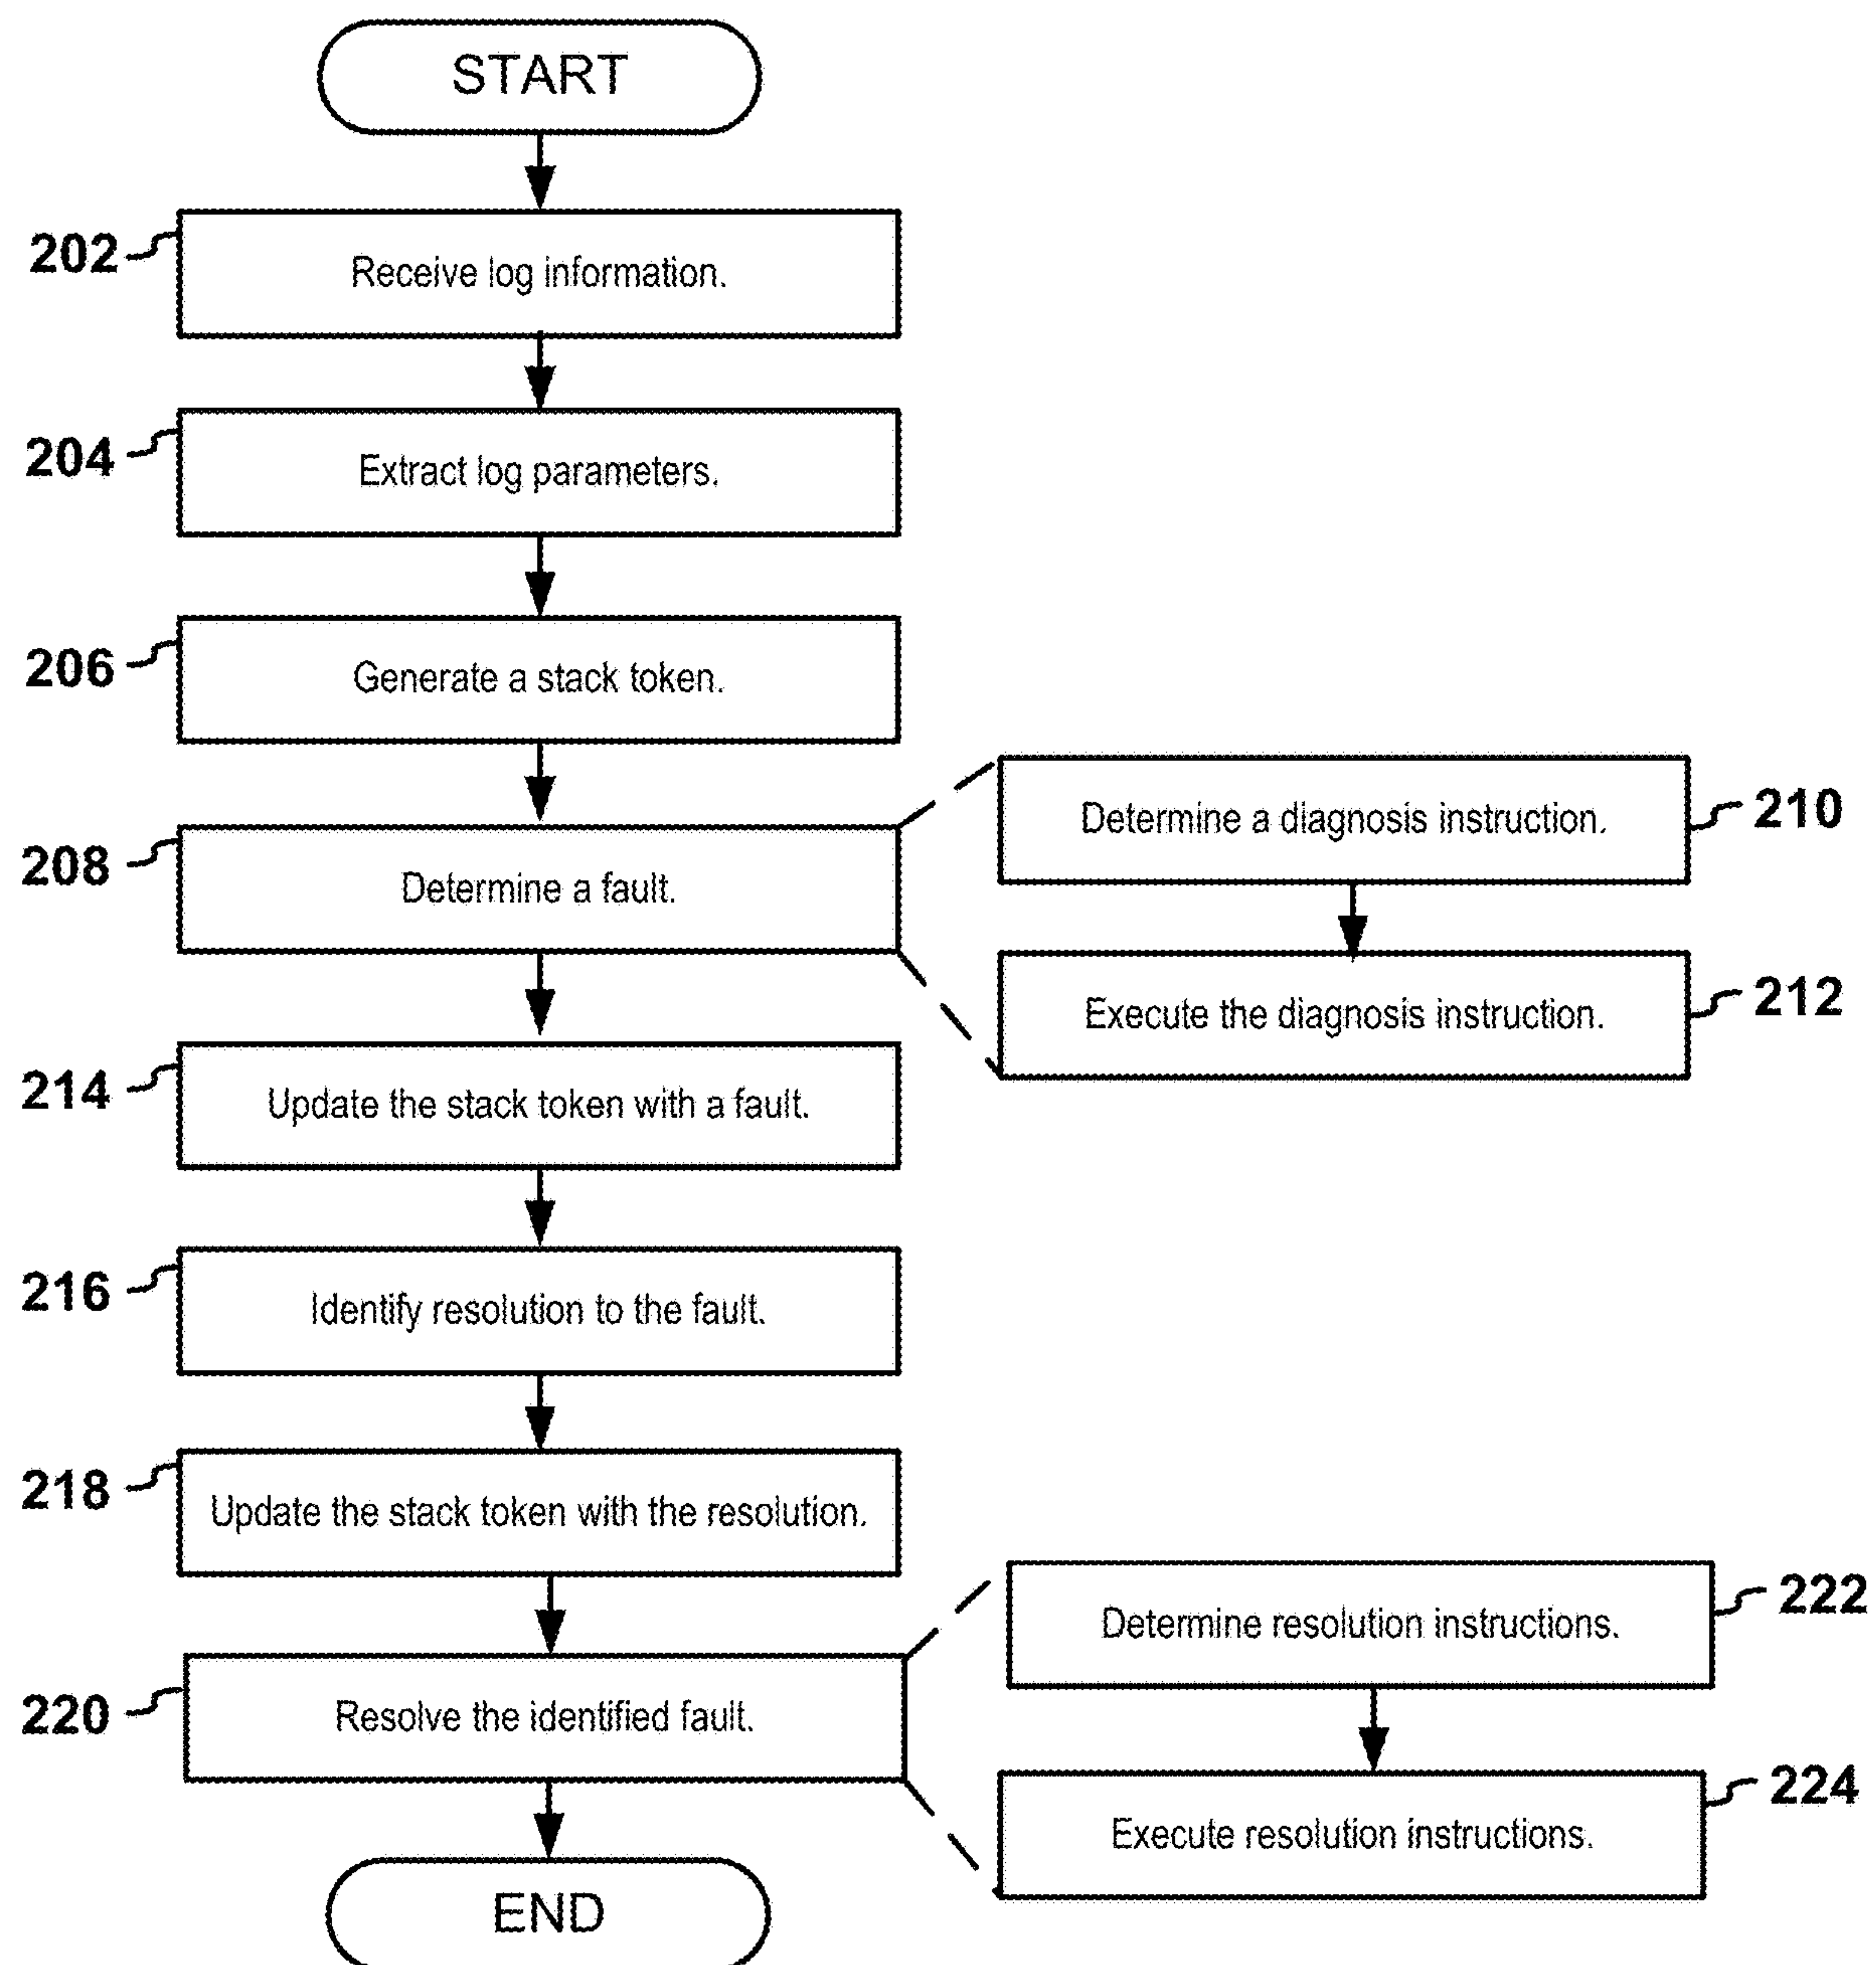 START
202
Receive log information.
204
Extract log parameters.
206
Generate a stack token.
208
Determine a fault.
Determine a diagnosis instruction.
210
Execute the diagnosis instruction.
212
214
Update the stack token with a fault.
216
Identify resolution to the fault.
218
Update the stack token with the resolution.
220
Resolve the identified fault.
Determine resolution instructions.
222
Execute resolution instructions.
224
END